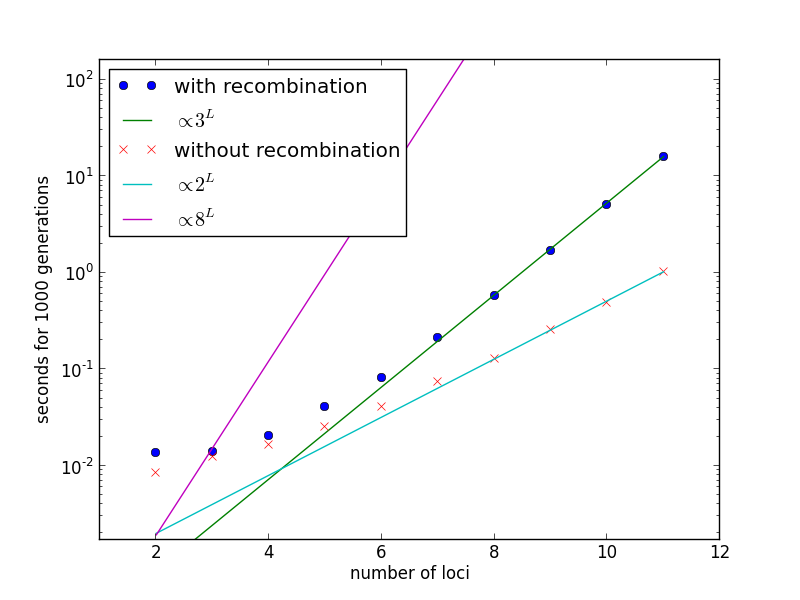 with recombination
∝3^L
without recombination
∝2^L
∝8^L
10^2
10^1
10^0
10^-1
10^-2
seconds for 1000 generations
2 4 6 8 10 12
number of loci